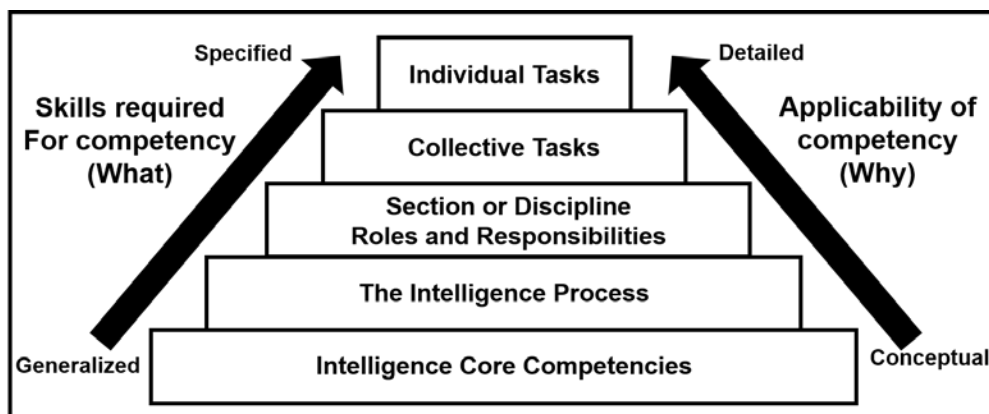 Specified
Individual Tasks
Detailed
Skills required
For competency
(What)
Applicability of
competency
(Why)
Collective Tasks
Section or Discipline
Roles and Responsibilities
The Intelligence Process
Generalized
Intelligence Core Competencies
Conceptual